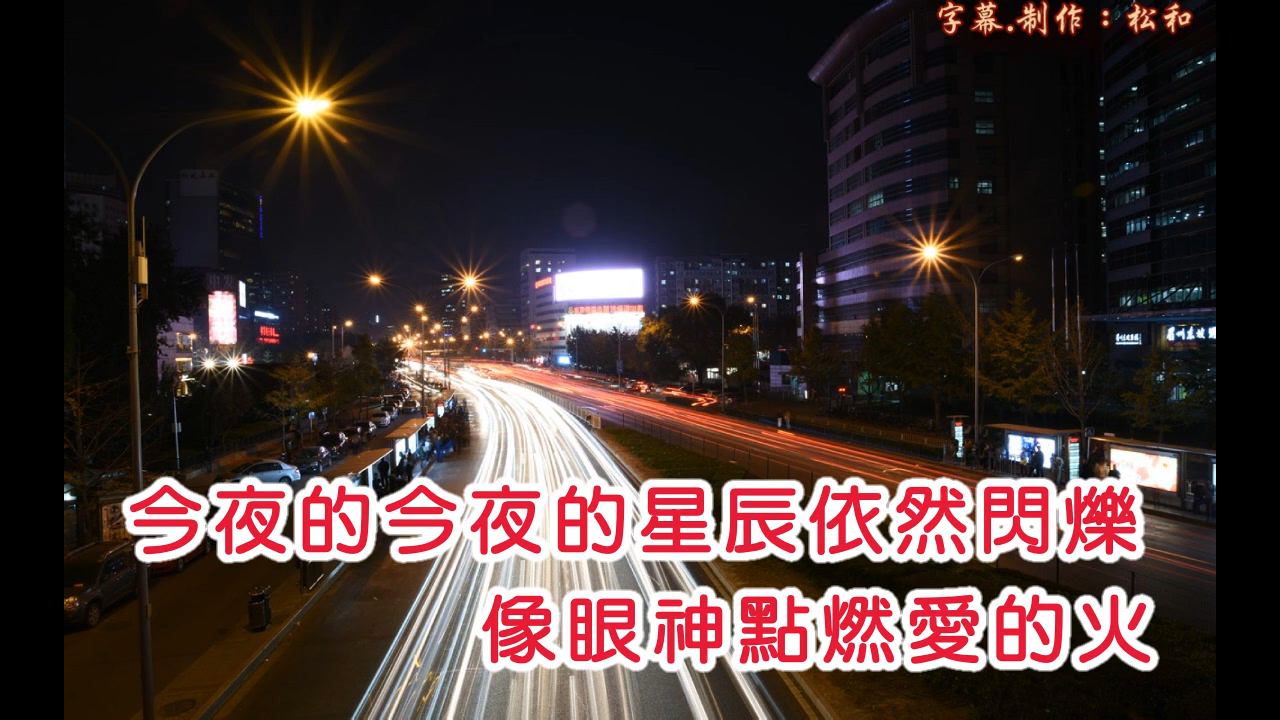 字幕.制作：松和
今夜的今夜的星辰依然閃爍
像眼神點燃愛的火